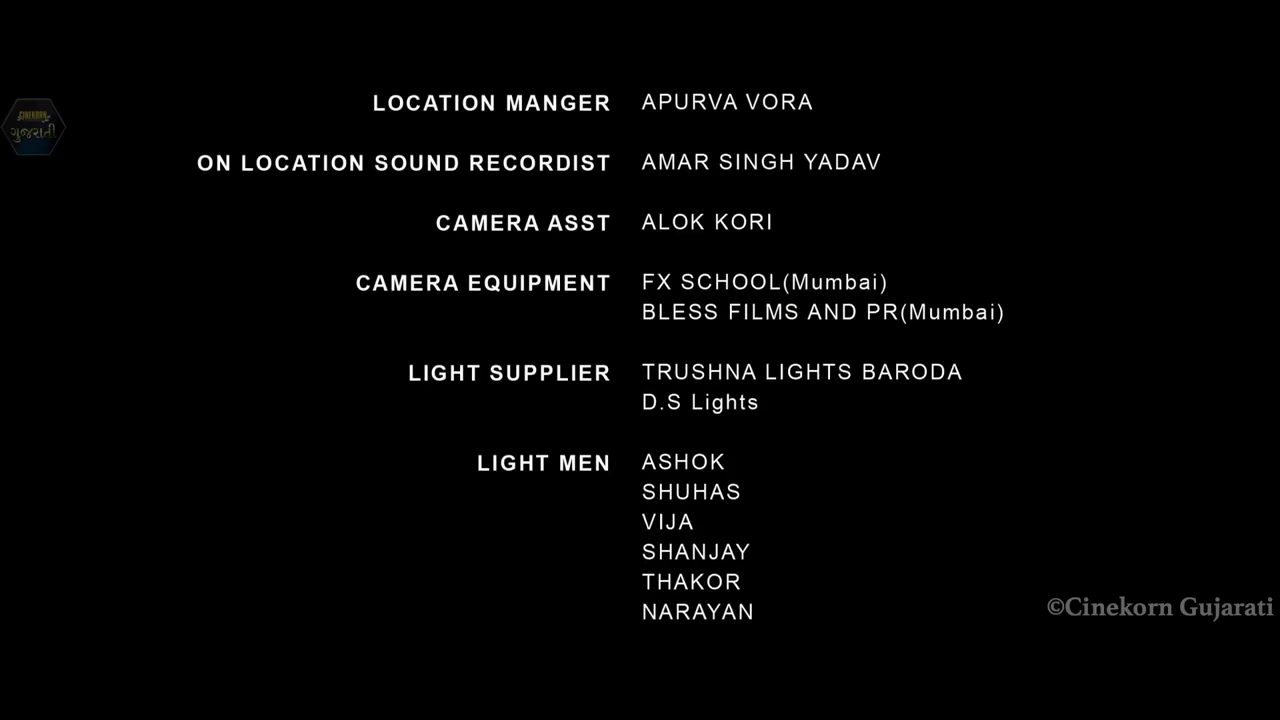 LOCATION MANGER APURVA VORA
CINEKORN
ગુજરાતી
ON LOCATION SOUND RECORDIST AMAR SINGH YADAV
CAMERA ASST ALOK KORI
CAMERA EQUIPMENT FX SCHOOL(Mumbai)
BLESS FILMS AND PR(Mumbai)
LIGHT SUPPLIER TRUSHNA LIGHTS BARODA
D.S Lights
LIGHT MEN ASHOK
SHUHAS
VIJA
SHANJAY
THAKOR
NARAYAN
©Cinekorn Gujarati